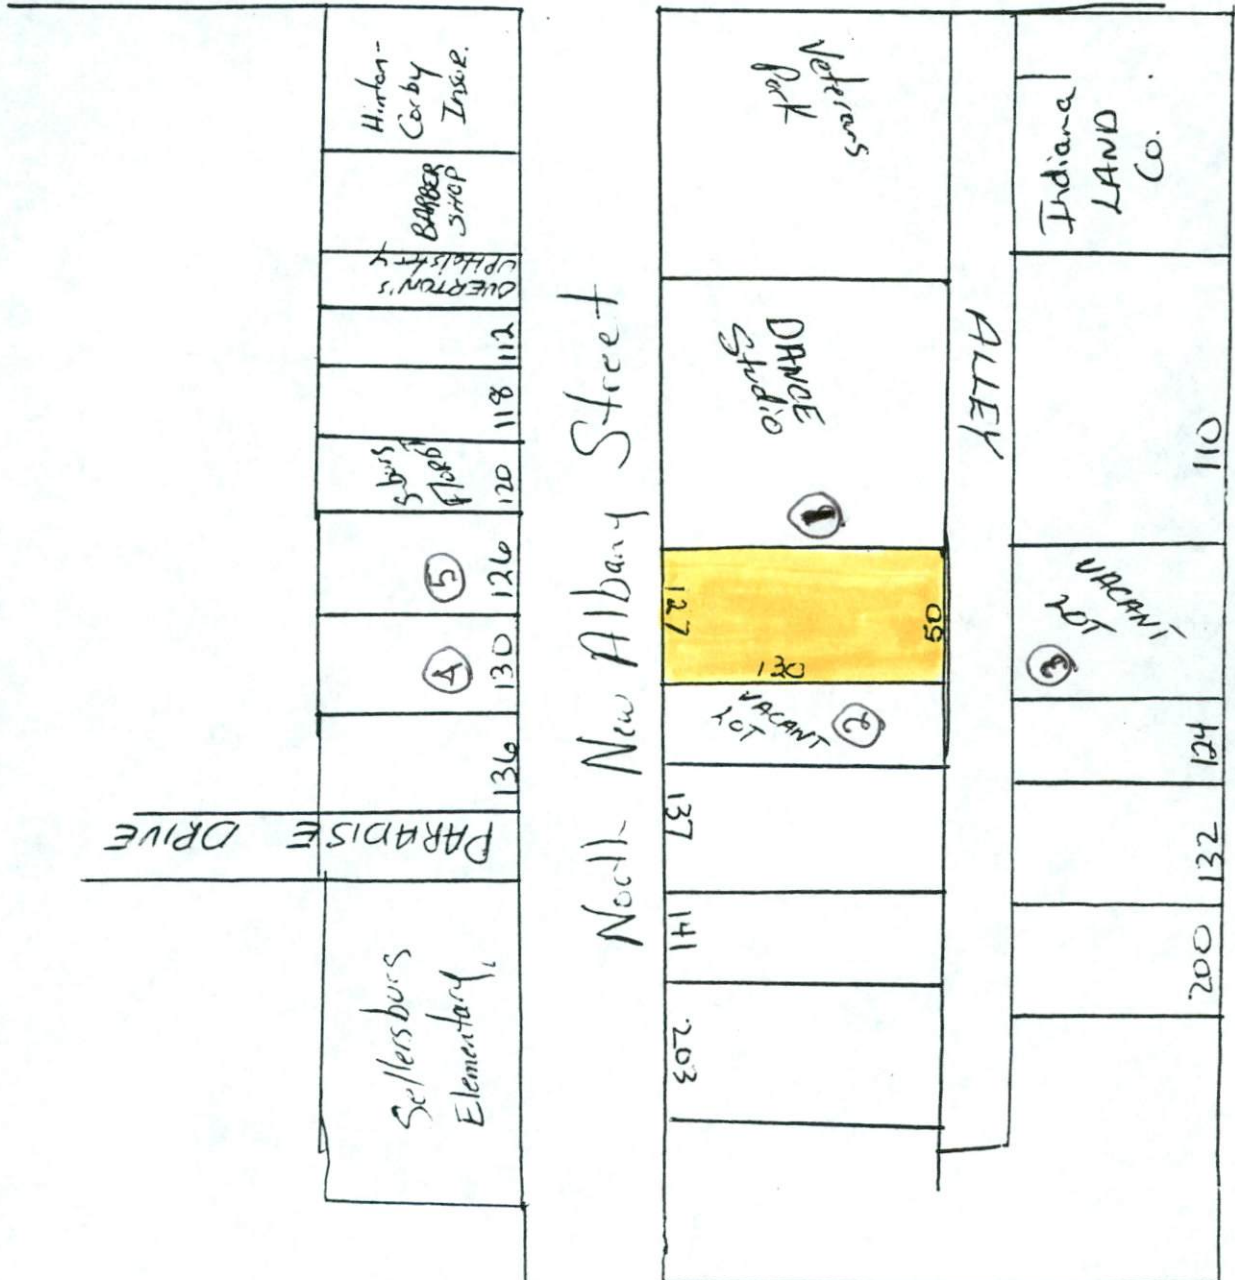 Hinton-
Corby
Insur.
BARBER
SHOP
OVERTON'S
UPHOLSTERY
112
118
120
126
5
130
4
136
PARADISE DRIVE
Sellersburg
Elementary
North New Albany Street
Veterans
Park
DANCE
Studio
1
127
50
130
VACANT
LOT
2
137
141
203
ALLEY
Indiana
LAND
Co.
110
VACANT
LOT
3
124
132
200